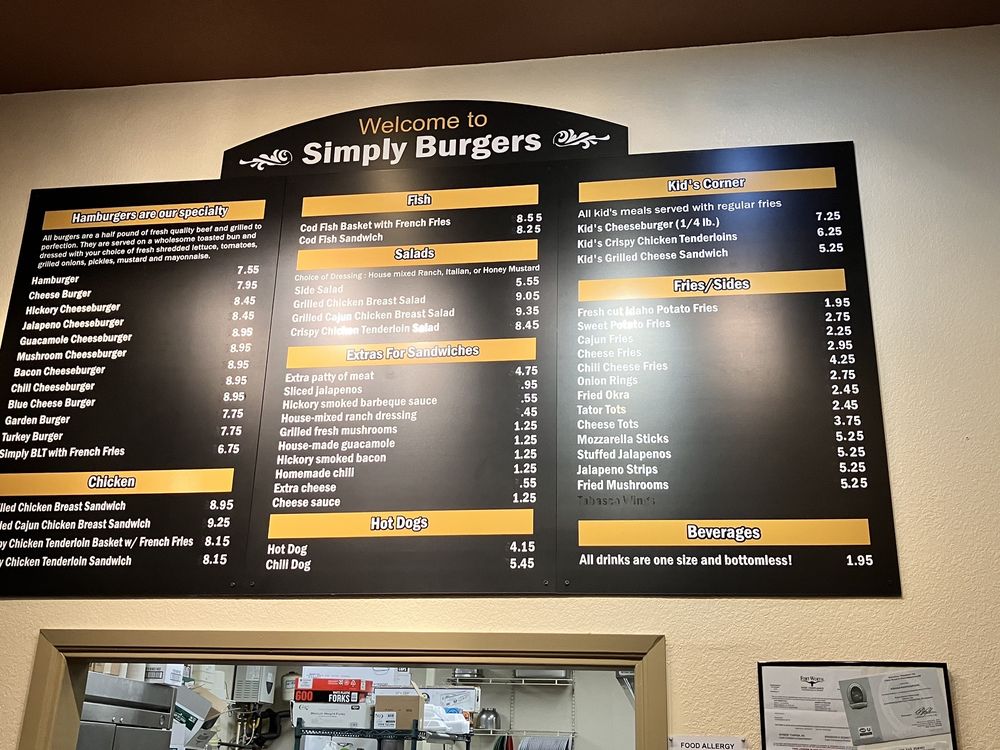 Welcome to
Simply Burgers
Hamburgers are our specialty
All burgers are a half pound of fresh quality beef and grilled to
perfection. They are served on a wholesome toasted bun and
dressed with your choice of fresh shredded lettuce, tomatoes,
grilled onions, pickles, mustard and mayonnaise.
Hamburger 7.55
Cheese Burger 7.95
Hickory Cheeseburger 8.45
Jalapeno Cheeseburger 8.45
Guacamole Cheeseburger 8.95
Mushroom Cheeseburger 8.95
Bacon Cheeseburger 8.95
Chili Cheeseburger 8.95
Blue Cheese Burger 8.95
Garden Burger 7.75
Turkey Burger 7.75
Simply BLT with French Fries 6.75
Chicken
lled Chicken Breast Sandwich 8.95
led Cajun Chicken Breast Sandwich 9.25
py Chicken Tenderloin Basket w/ French Fries 8.15
y Chicken Tenderloin Sandwich 8.15
Fish
Cod Fish Basket with French Fries 8.55
Cod Fish Sandwich 8.25
Salads
Choice of Dressing : House mixed Ranch, Italian, or Honey Mustard
Side Salad 5.55
Grilled Chicken Breast Salad 9.05
Grilled Cajun Chicken Breast Salad 9.35
Crispy Chicken Tenderloin Salad 8.45
Extras For Sandwiches
Extra patty of meat 4.75
Sliced jalapenos .95
Hickory smoked barbeque sauce .55
House-mixed ranch dressing .45
Grilled fresh mushrooms 1.25
House-made guacamole 1.25
Hickory smoked bacon 1.25
Homemade chili 1.25
Extra cheese .55
Cheese sauce 1.25
Hot Dogs
Hot Dog 4.15
Chili Dog 5.45
Kid's Corner
All kid's meals served with regular fries
Kid's Cheeseburger (1/4 lb.) 7.25
Kid's Crispy Chicken Tenderloins 6.25
Kid's Grilled Cheese Sandwich 5.25
Fries/Sides
Fresh cut Idaho Potato Fries 1.95
Sweet Potato Fries 2.75
Cajun Fries 2.25
Cheese Fries 2.95
Chili Cheese Fries 4.25
Onion Rings 2.75
Fried Okra 2.45
Tator Tots 2.45
Cheese Tots 3.75
Mozzarella Sticks 5.25
Stuffed Jalapenos 5.25
Jalapeno Strips 5.25
Fried Mushrooms 5.25
Tabasco Wings
Beverages
All drinks are one size and bottomless! 1.95
600
FORKS
FORT WORTH
FOOD ALLERGY